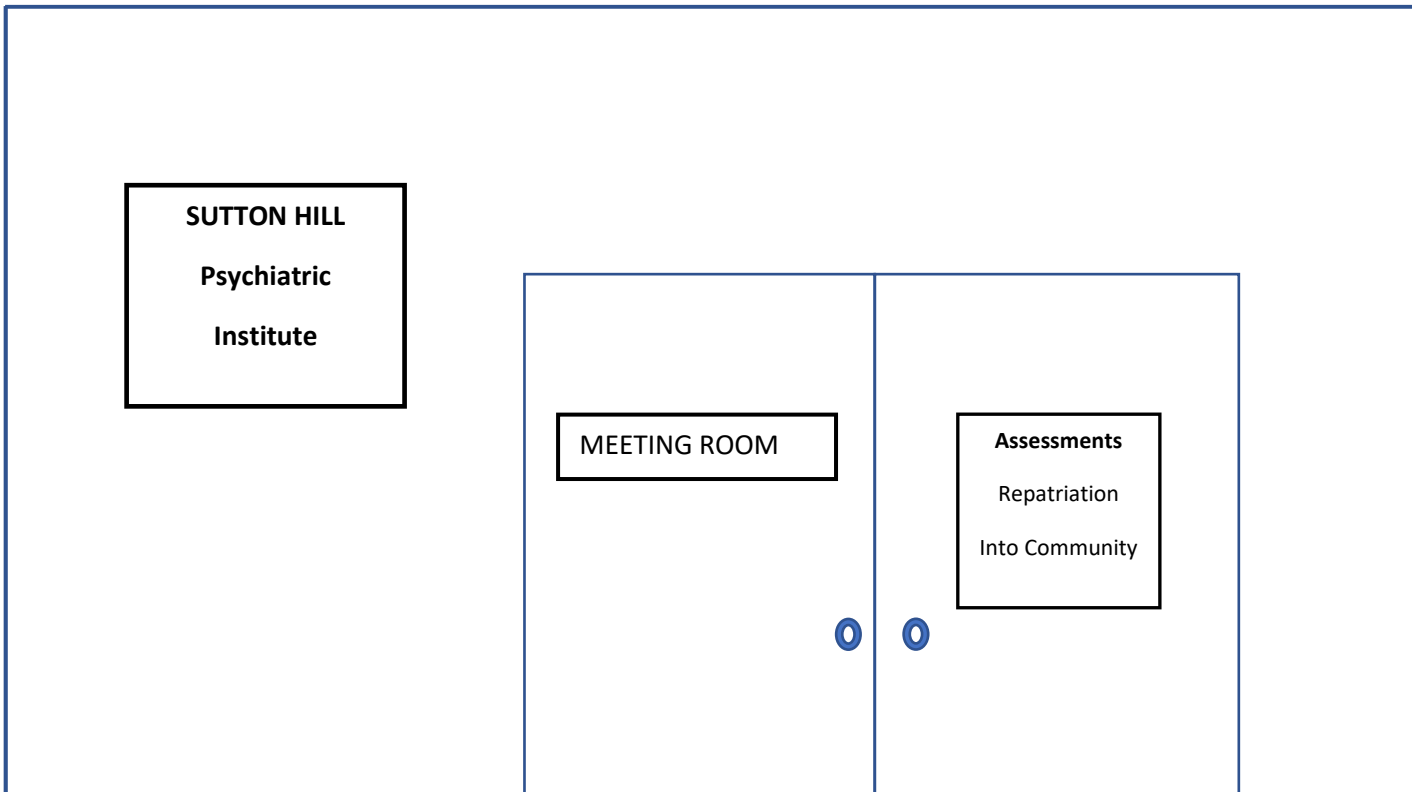 SUTTON HILL
Psychiatric
Institute
MEETING ROOM
Assessments
Repatriation
Into Community